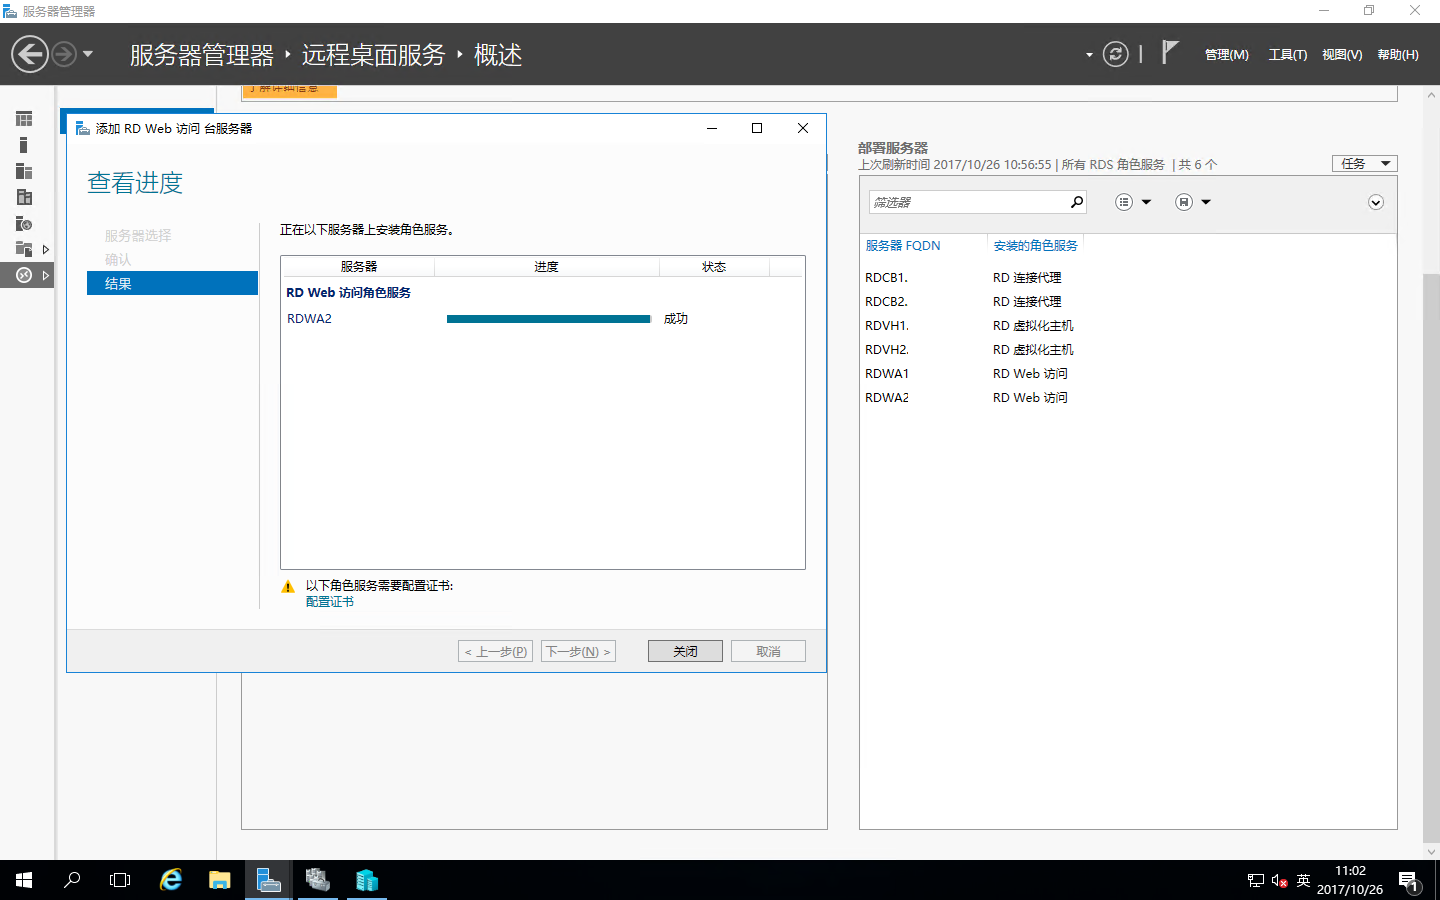 服务器管理器
服务器管理器 ‣ 远程桌面服务 ‣ 概述
管理(M) 工具(T) 视图(V) 帮助(H)
了解详细信息
添加 RD Web 访问 台服务器
查看进度
服务器选择
确认
结果
正在以下服务器上安装角色服务。
服务器 进度 状态
RD Web 访问角色服务
RDWA2 成功
以下角色服务需要配置证书:
配置证书
< 上一步(P) 下一步(N) > 关闭 取消
部署服务器
上次刷新时间 2017/10/26 10:56:55 | 所有 RDS 角色服务 | 共 6 个
任务
筛选器
服务器 FQDN 安装的角色服务
RDCB1. RD 连接代理
RDCB2. RD 连接代理
RDVH1. RD 虚拟化主机
RDVH2. RD 虚拟化主机
RDWA1 RD Web 访问
RDWA2 RD Web 访问
英
11:02
2017/10/26
1